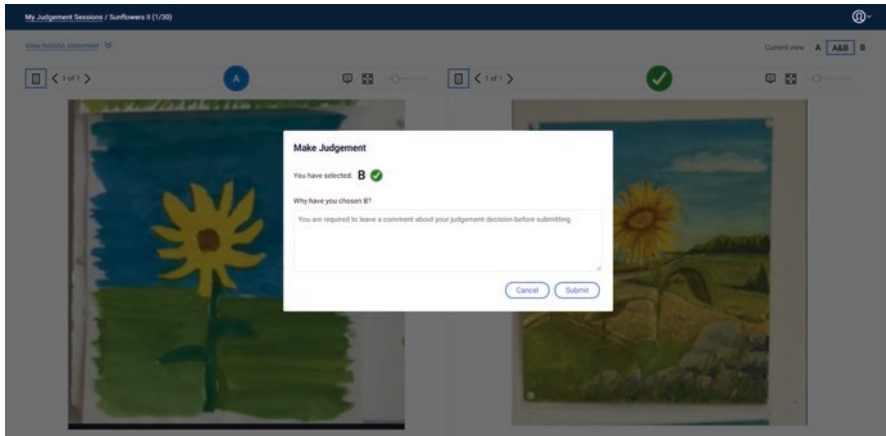 My Judgement Sessions / Sunflowers II (1/30)
View holistic statement
Current view A A&B B
1 of 1
A
1 of 1
Make Judgement
You have selected: B
Why have you chosen B?
You are required to leave a comment about your judgement decision before submitting
Cancel Submit